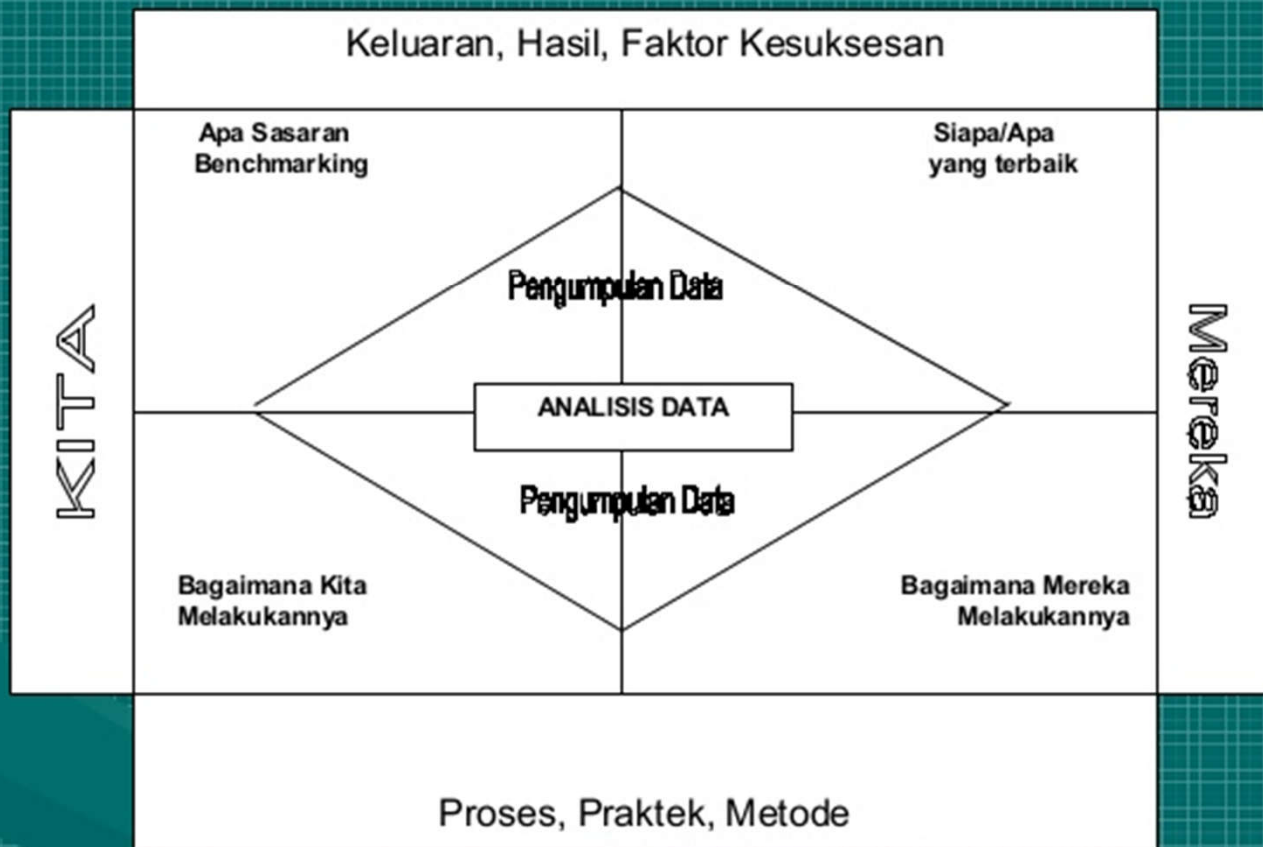 Keluaran, Hasil, Faktor Kesuksesan
Apa Sasaran
Benchmarking
Siapa/Apa
yang terbaik
Pengumpulan Data
KITA
Mereka
ANALISIS DATA
Pengumpulan Data
Bagaimana Kita
Melakukannya
Bagaimana Mereka
Melakukannya
Proses, Praktek, Metode